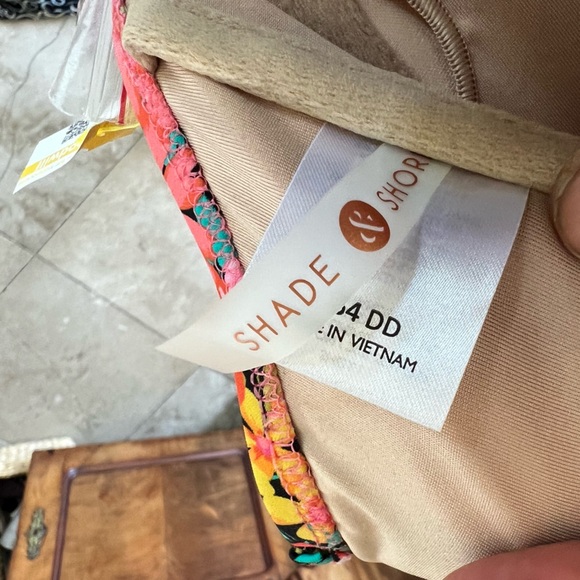 SHADE & SHOR
34 DD
E IN VIETNAM